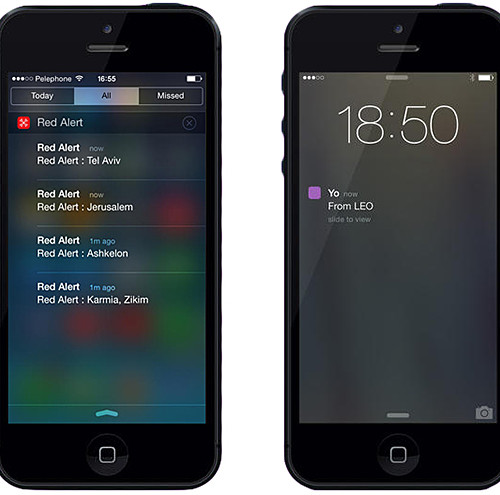 Pelephone 16:55
Today All Missed
Red Alert
Red Alert now
Red Alert : Tel Aviv
Red Alert now
Red Alert : Jerusalem
Red Alert 1m ago
Red Alert : Ashkelon
Red Alert 1m ago
Red Alert : Karmia, Zikim
18:50
Yo now
From LEO
slide to view